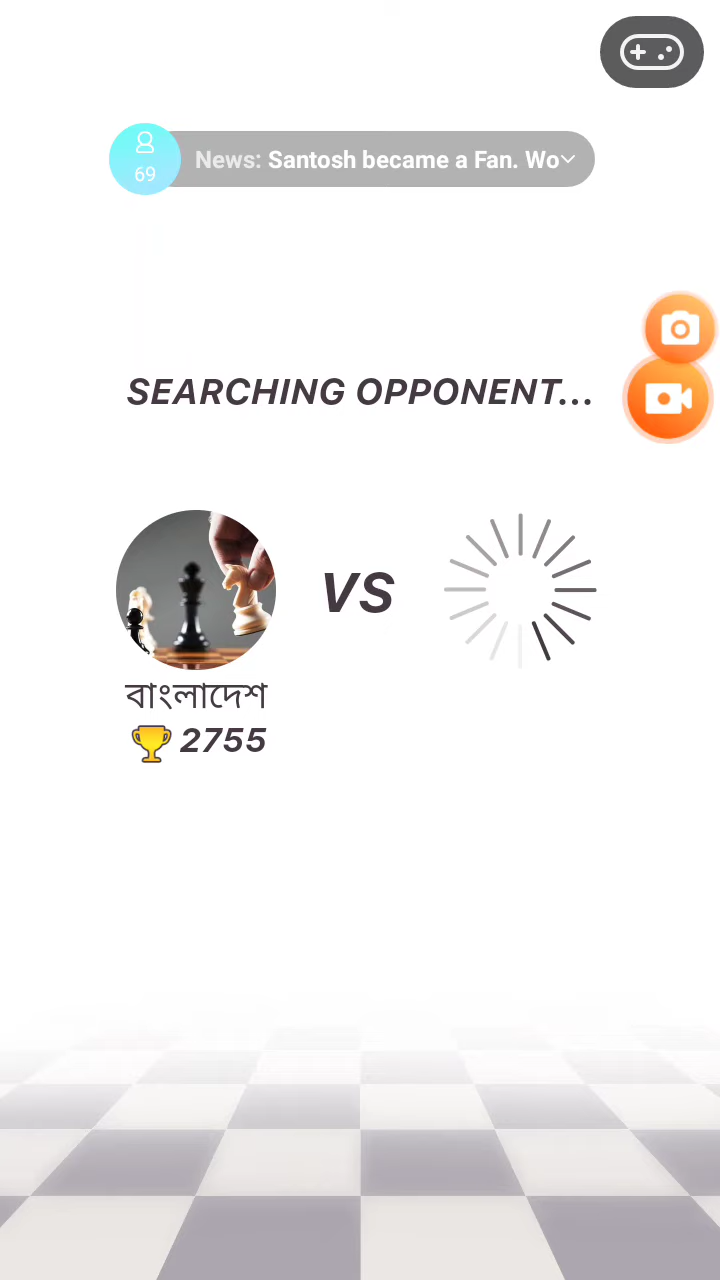 69
News: Santosh became a Fan. Wo
SEARCHING OPPONENT...
VS
বাংলাদেশ
2755